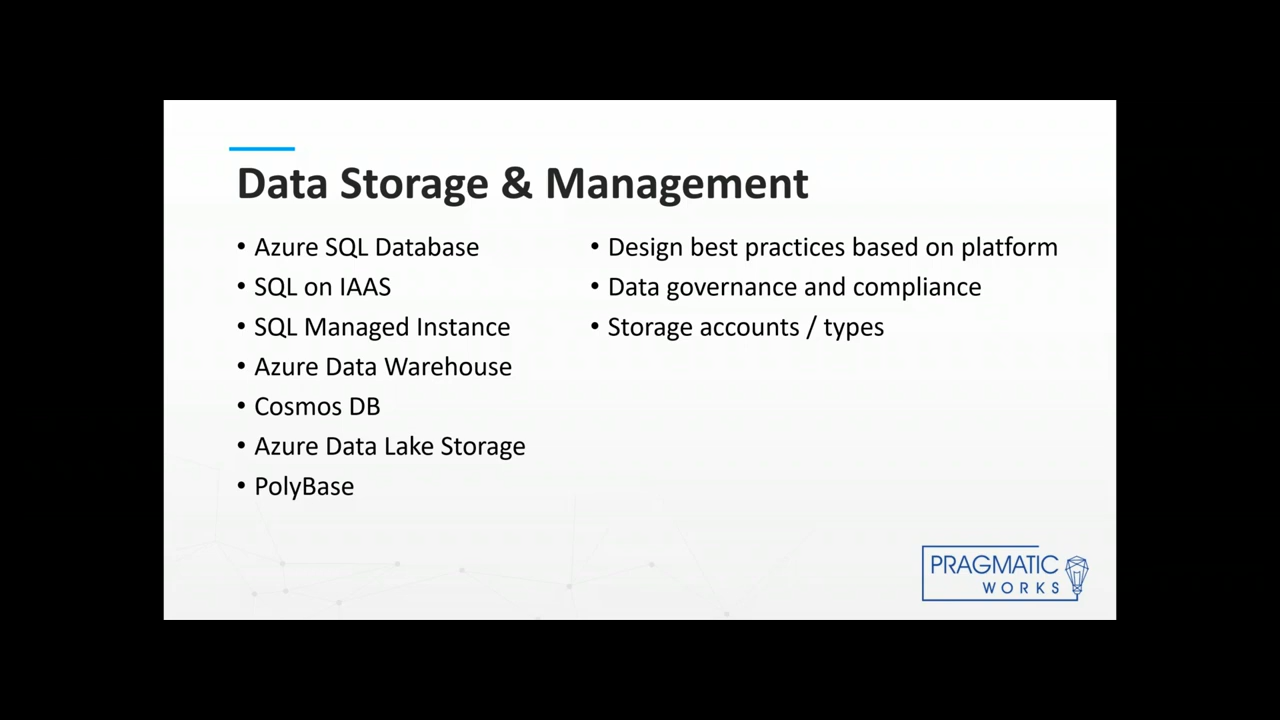 Data Storage & Management
• Azure SQL Database
• SQL on IAAS
• SQL Managed Instance
• Azure Data Warehouse
• Cosmos DB
• Azure Data Lake Storage
• PolyBase
• Design best practices based on platform
• Data governance and compliance
• Storage accounts / types
PRAGMATIC
WORKS